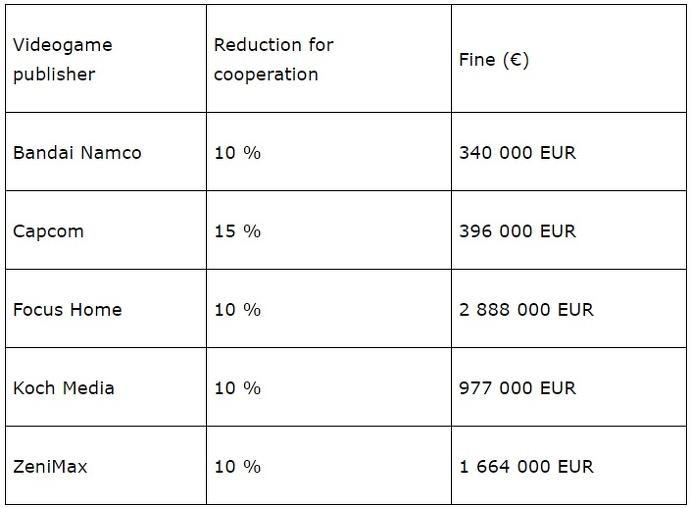 Videogame publisher | Reduction for cooperation | Fine (€)
Bandai Namco | 10 % | 340 000 EUR
Capcom | 15 % | 396 000 EUR
Focus Home | 10 % | 2 888 000 EUR
Koch Media | 10 % | 977 000 EUR
ZeniMax | 10 % | 1 664 000 EUR